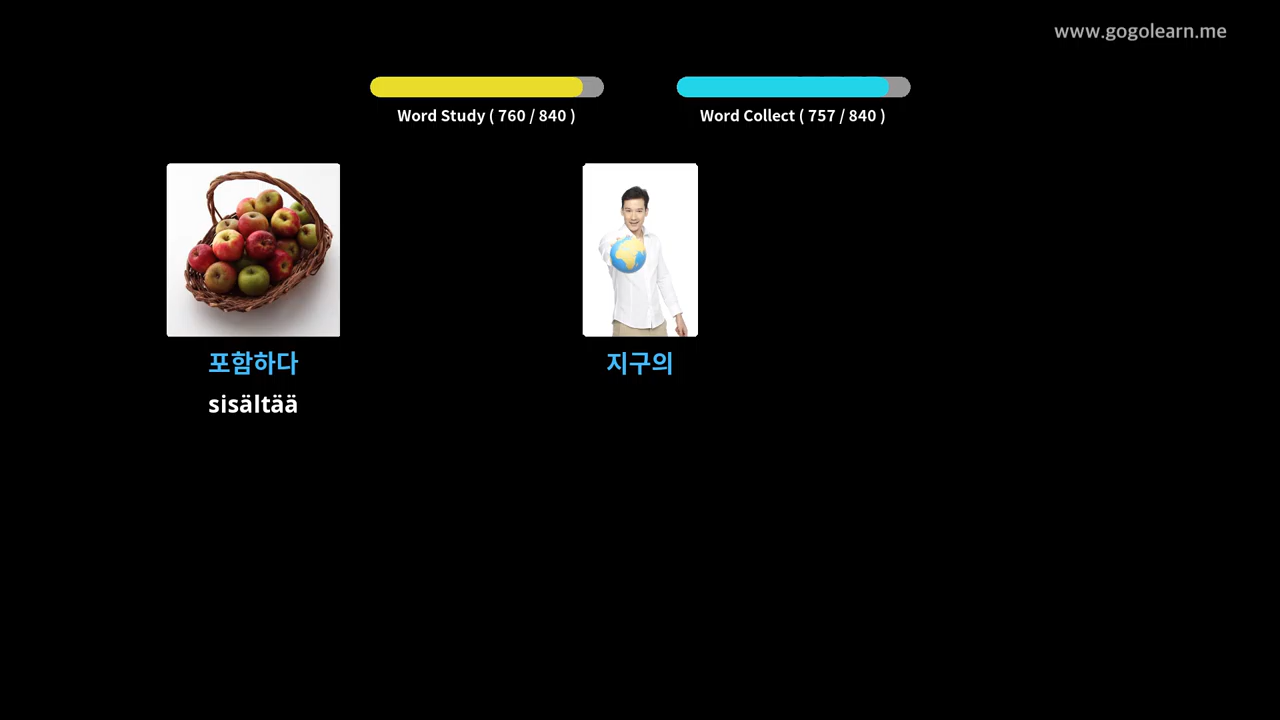 www.gogolearn.me
Word Study ( 760 / 840 )
Word Collect ( 757 / 840 )
포함하다
지구의
sisältää